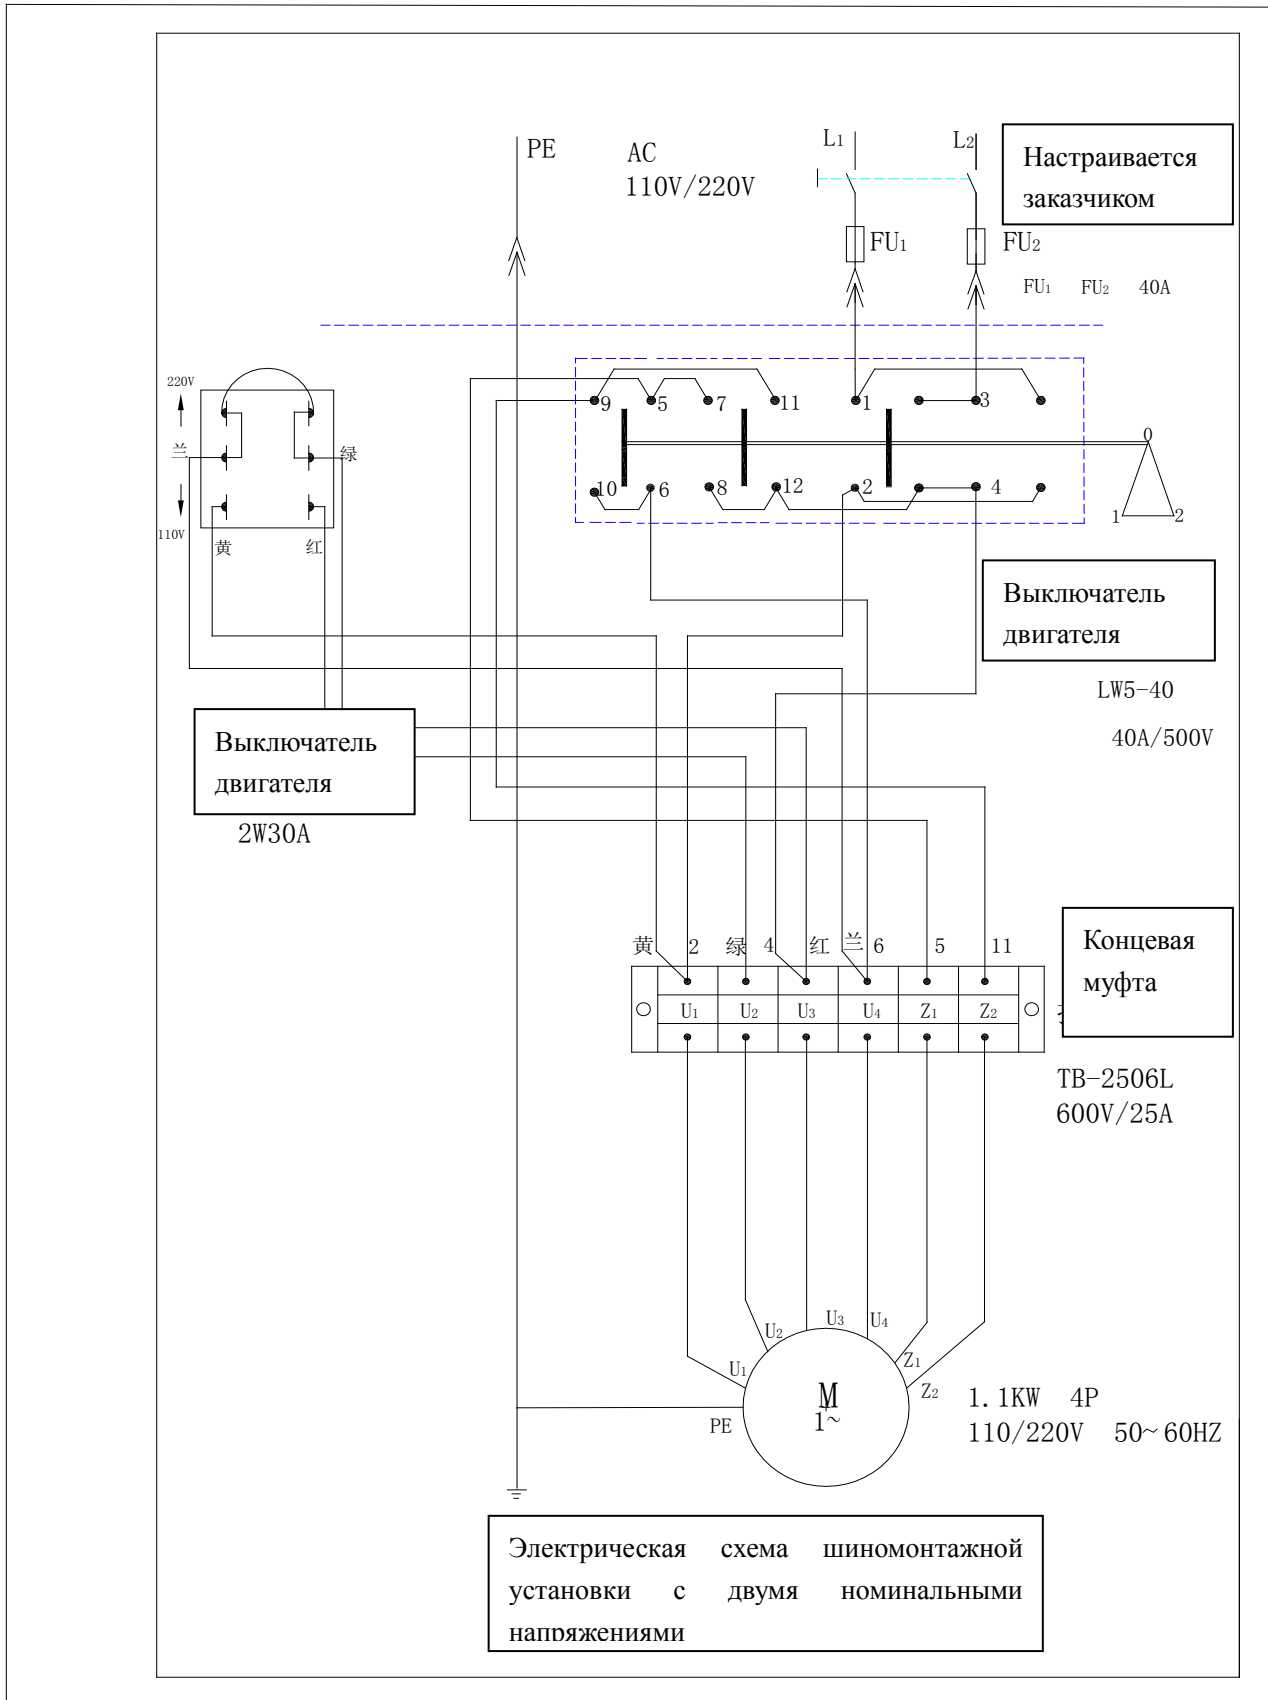 PE
AC
110V/220V
L1
L2
Настраивается
заказчиком
FU1
FU2
FU1 FU2 40A
220V
兰
绿
110V
黄
红
9
5
7
11
1
3
10
6
8
12
2
4
0
1
2
Выключатель
двигателя
LW5-40
40A/500V
Выключатель
двигателя
2W30A
黄 2 绿 4 红 兰 6 5 11
Концевая
муфта
U1 U2 U3 U4 Z1 Z2
TB-2506L
600V/25A
U1
U2
U3
U4
Z1
Z2
PE
M
1~
1.1KW 4P
110/220V 50~60HZ
Электрическая схема шиномонтажной
установки с двумя номинальными
напряжениями